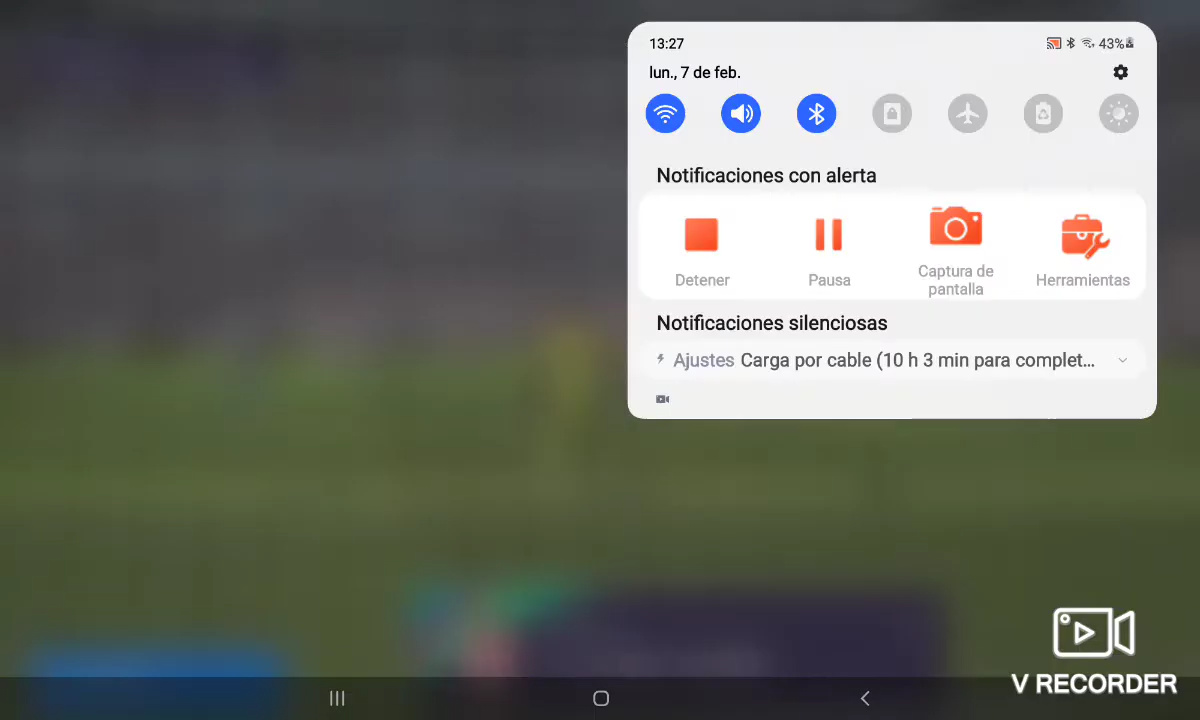 13:27
43%
lun., 7 de feb.
Notificaciones con alerta
Detener
Pausa
Captura de
pantalla
Herramientas
Notificaciones silenciosas
Ajustes Carga por cable (10 h 3 min para complet...
V RECORDER